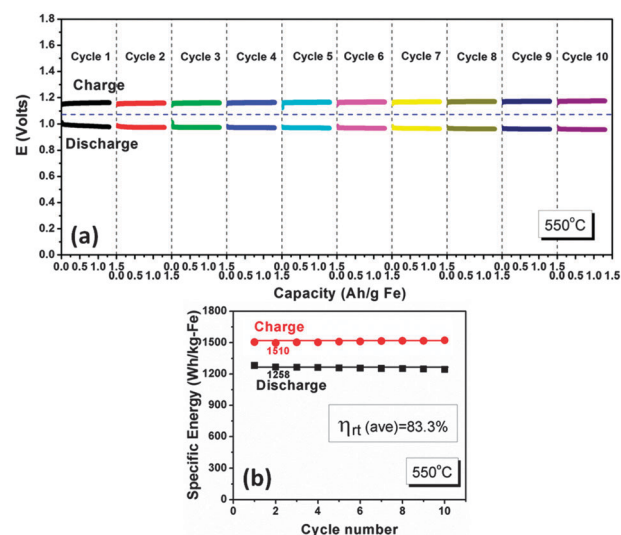 (a)
Cycle 1 Cycle 2 Cycle 3 Cycle 4 Cycle 5 Cycle 6 Cycle 7 Cycle 8 Cycle 9 Cycle 10
Charge
Discharge
550°C
E (Volts)
1.8
1.6
1.4
1.2
1.0
0.8
0.6
0.4
0.2
0.0
0.0 0.5 1.0 1.5 0.0 0.5 1.0 1.5 0.0 0.5 1.0 1.5 0.0 0.5 1.0 1.5 0.0 0.5 1.0 1.5
0.0 0.5 1.0 1.5 0.0 0.5 1.0 1.5 0.0 0.5 1.0 1.5 0.0 0.5 1.0 1.5 0.0 0.5 1.0 1.5
Capacity (Ah/g Fe)
Specific Energy (Wh/kg-Fe)
1800
1500
1200
900
600
300
0
Charge
1510
1258
Discharge
ηrt (ave)=83.3%
(b)
550°C
0 2 4 6 8 10
Cycle number